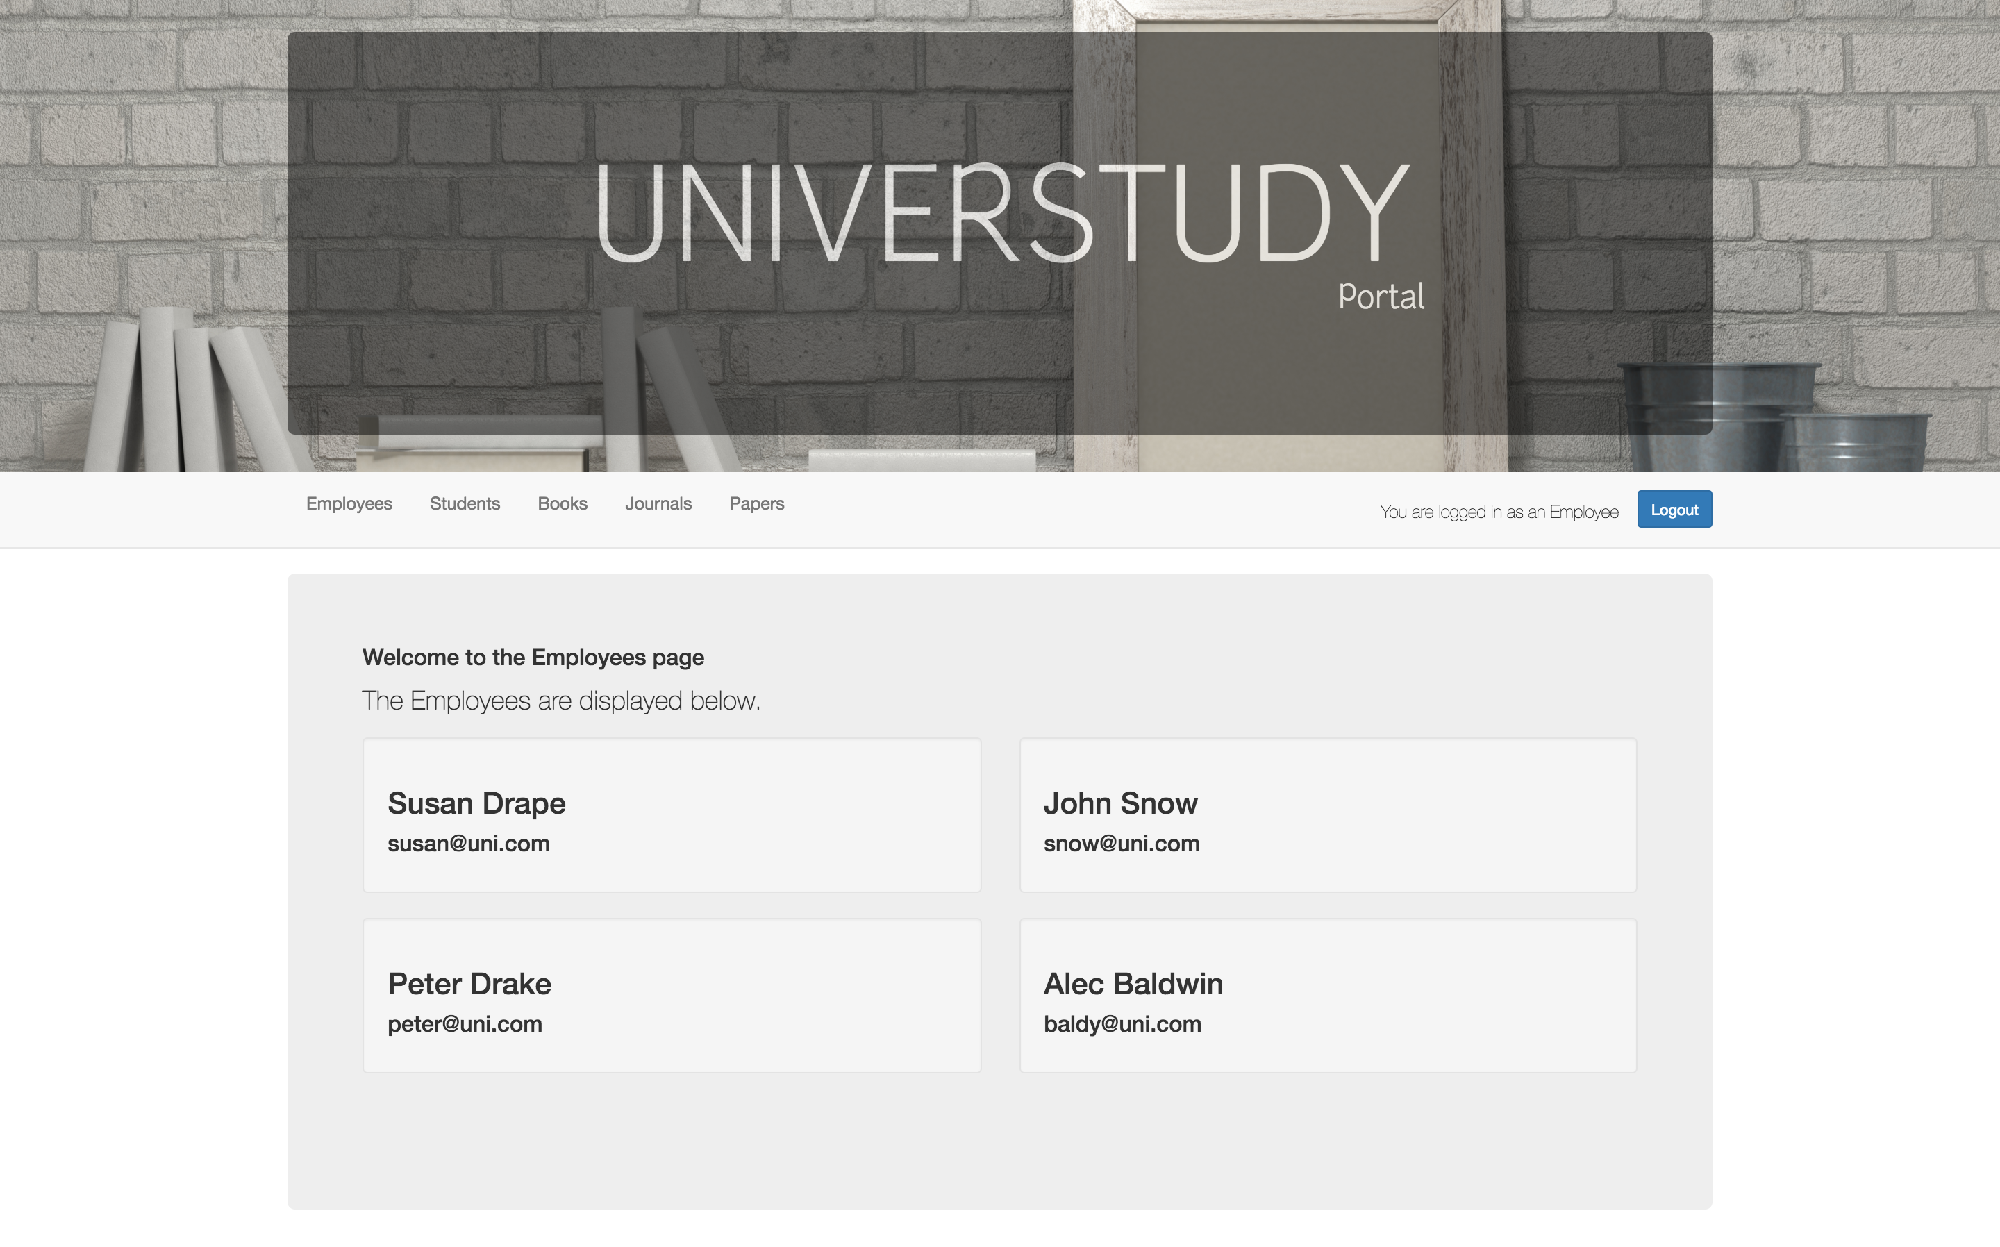 UNIVERSTUDY
Portal
Employees Students Books Journals Papers You are logged in as an Employee Logout
Welcome to the Employees page
The Employees are displayed below.
Susan Drape
susan@uni.com
John Snow
snow@uni.com
Peter Drake
peter@uni.com
Alec Baldwin
baldy@uni.com